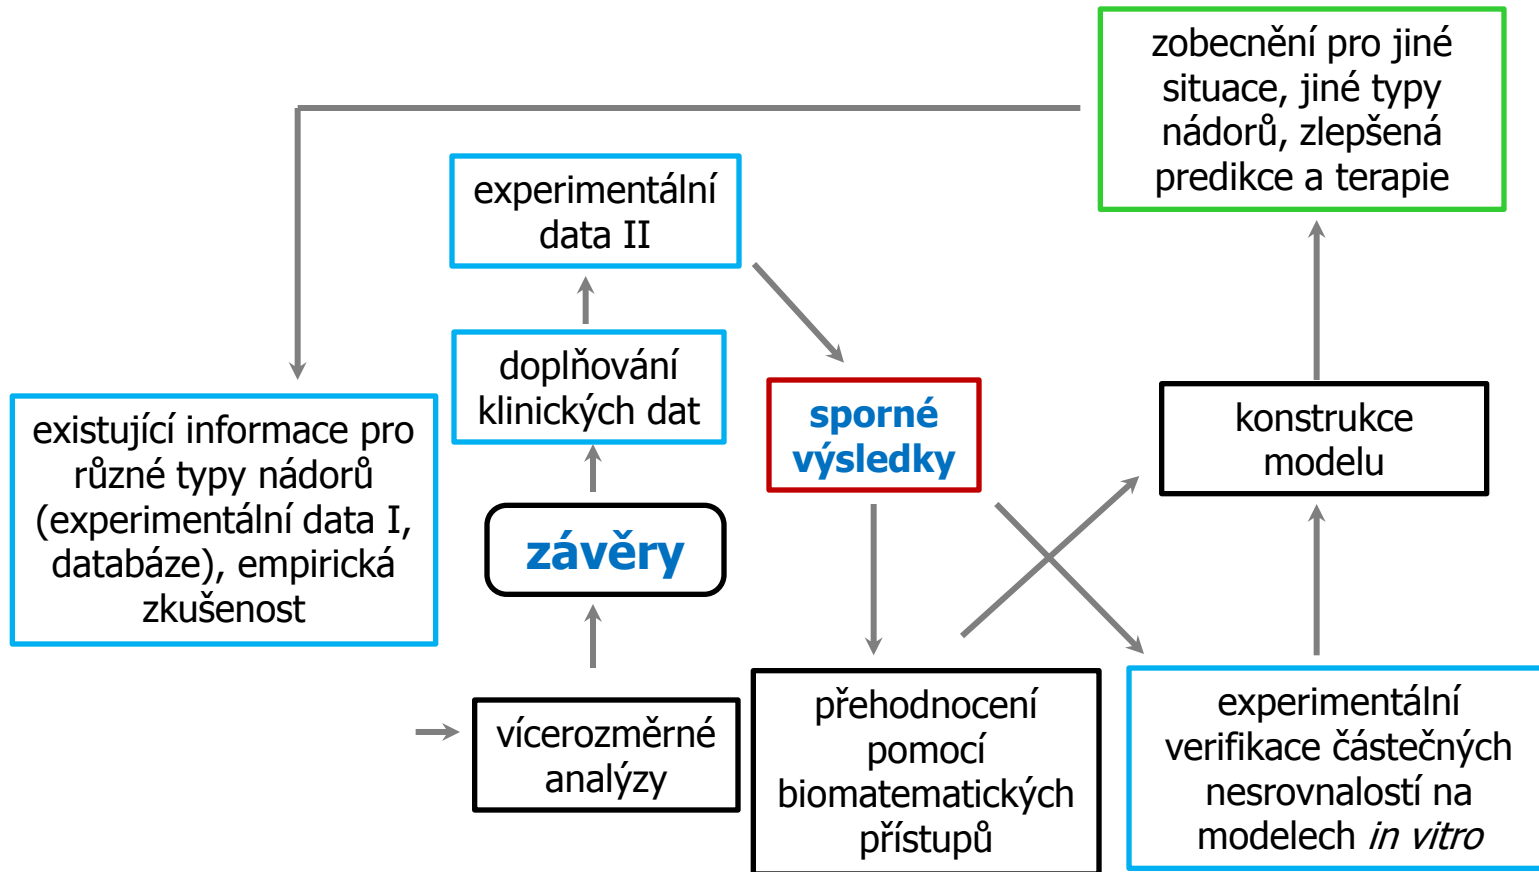 zobecnění pro jiné
situace, jiné typy
nádorů, zlepšená
predikce a terapie
experimentální
data II
doplňování
klinických dat
existující informace pro
různé typy nádorů
(experimentální data I,
databáze), empirická
zkušenost
sporné
výsledky
konstrukce
modelu
závěry
vícerozměrné
analýzy
přehodnocení
pomocí
biomatematických
přístupů
experimentální
verifikace částečných
nesrovnalostí na
modelech in vitro